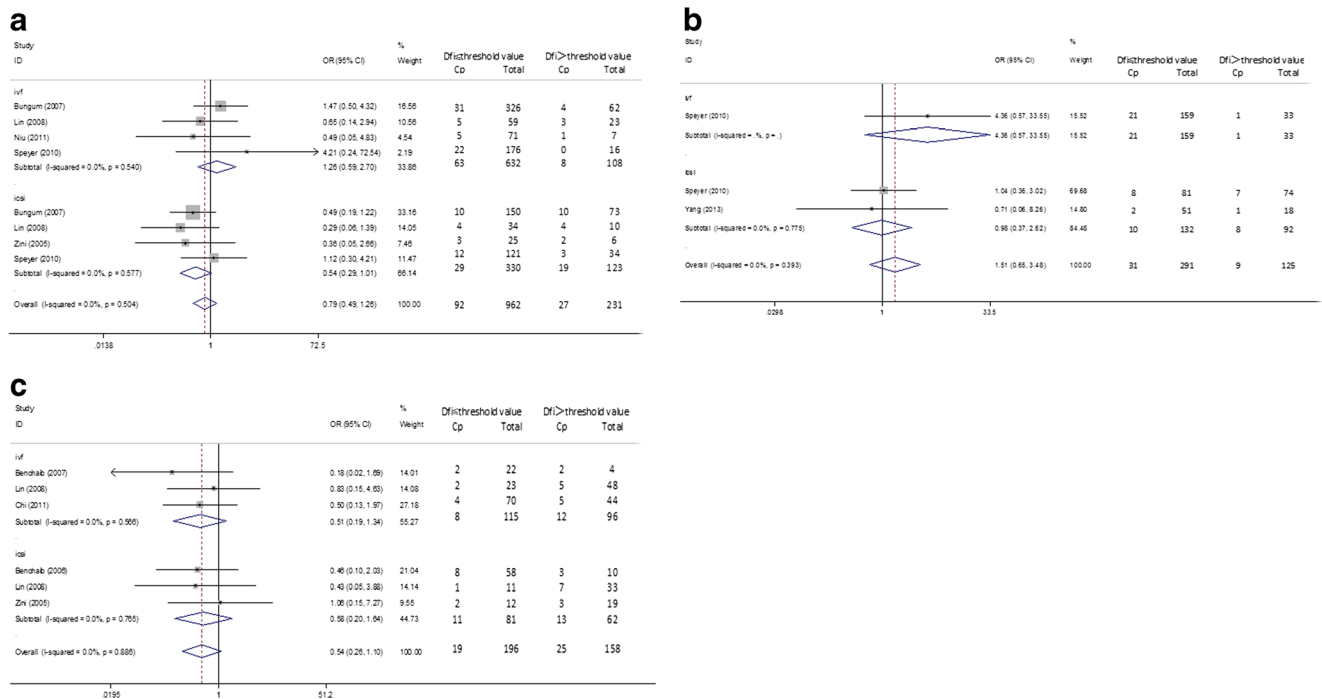 a
Study %
Dfi≤threshold value Dfi>threshold value
ID OR (95% CI) Weight Cp Total Cp Total
ivf
Bungum (2007) 1.47 (0.50, 4.32) 16.56 31 326 4 62
Lin (2008) 0.65 (0.14, 2.94) 10.56 5 59 3 23
Niu (2011) 0.49 (0.05, 4.83) 4.54 5 71 1 7
Speyer (2010) 4.21 (0.24, 72.54) 2.19 22 176 0 16
Subtotal (I-squared = 0.0%, p = 0.540) 1.26 (0.59, 2.70) 33.86 63 632 8 108
.
icsi
Bungum (2007) 0.49 (0.19, 1.22) 33.16 10 150 10 73
Lin (2008) 0.29 (0.06, 1.39) 14.05 4 34 4 10
Zini (2005) 0.36 (0.05, 2.66) 7.46 3 25 2 6
Speyer (2010) 1.12 (0.30, 4.21) 11.47 12 121 3 34
Subtotal (I-squared = 0.0%, p = 0.577) 0.54 (0.29, 1.01) 66.14 29 330 19 123
.
Overall (I-squared = 0.0%, p = 0.504) 0.79 (0.49, 1.26) 100.00 92 962 27 231
.0138 1 72.5
b
Study %
ID OR (95% CI) Weight Dfi≤threshold value Dfi>threshold value
Cp Total Cp Total
ivf
Speyer (2010) 4.36 (0.57, 33.55) 15.52 21 159 1 33
Subtotal (I-squared = .%, p = .) 4.36 (0.57, 33.55) 15.52 21 159 1 33
.
icsi
Speyer (2010) 1.04 (0.36, 3.02) 69.68 8 81 7 74
Yang (2013) 0.71 (0.06, 8.26) 14.80 2 51 1 18
Subtotal (I-squared = 0.0%, p = 0.775) 0.98 (0.37, 2.62) 84.48 10 132 8 92
.
Overall (I-squared = 0.0%, p = 0.393) 1.51 (0.65, 3.48) 100.00 31 291 9 125
.0298 1 33.5
c
Study %
Dfi≤threshold value Dfi>threshold value
ID OR (95% CI) Weight Cp Total Cp Total
ivf
Benchaib (2007) 0.18 (0.02, 1.69) 14.01 2 22 2 4
Lin (2008) 0.83 (0.15, 4.63) 14.08 2 23 5 48
Chi (2011) 0.50 (0.13, 1.97) 27.18 4 70 5 44
Subtotal (I-squared = 0.0%, p = 0.566) 0.51 (0.19, 1.34) 55.27 8 115 12 96
.
icsi
Benchaib (2006) 0.46 (0.10, 2.03) 21.04 8 58 3 10
Lin (2008) 0.43 (0.05, 3.88) 14.14 1 11 7 33
Zini (2005) 1.06 (0.15, 7.27) 9.55 2 12 3 19
Subtotal (I-squared = 0.0%, p = 0.765) 0.58 (0.20, 1.64) 44.73 11 81 13 62
.
Overall (I-squared = 0.0%, p = 0.886) 0.54 (0.26, 1.10) 100.00 19 196 25 158
.0195 1 51.2